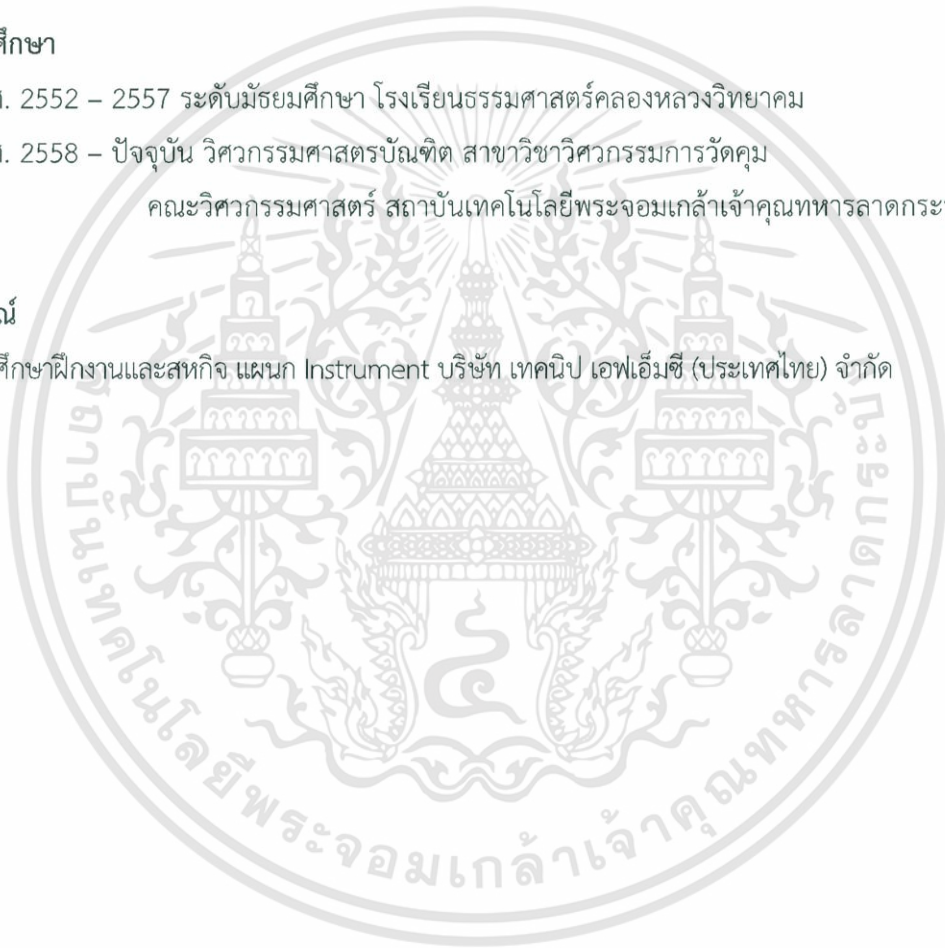 ศึกษา
ศ. 2552 – 2557 ระดับมัธยมศึกษา โรงเรียนธรรมศาสตร์คลองหลวงวิทยาคม
ศ. 2558 – ปัจจุบัน วิศวกรรมศาสตรบัณฑิต สาขาวิชาวิศวกรรมการวัดคุม
คณะวิศวกรรมศาสตร์ สถาบันเทคโนโลยีพระจอมเกล้าเจ้าคุณทหารลาดกระ
ณ์
ศึกษาฝึกงานและสหกิจ แผนก Instrument บริษัท เทคนิป เอฟเอ็มซี (ประเทศไทย) จำกัด
สถาบันเทคโนโลยีพระจอมเกล้าเจ้าคุณทหารลาดกระบัง